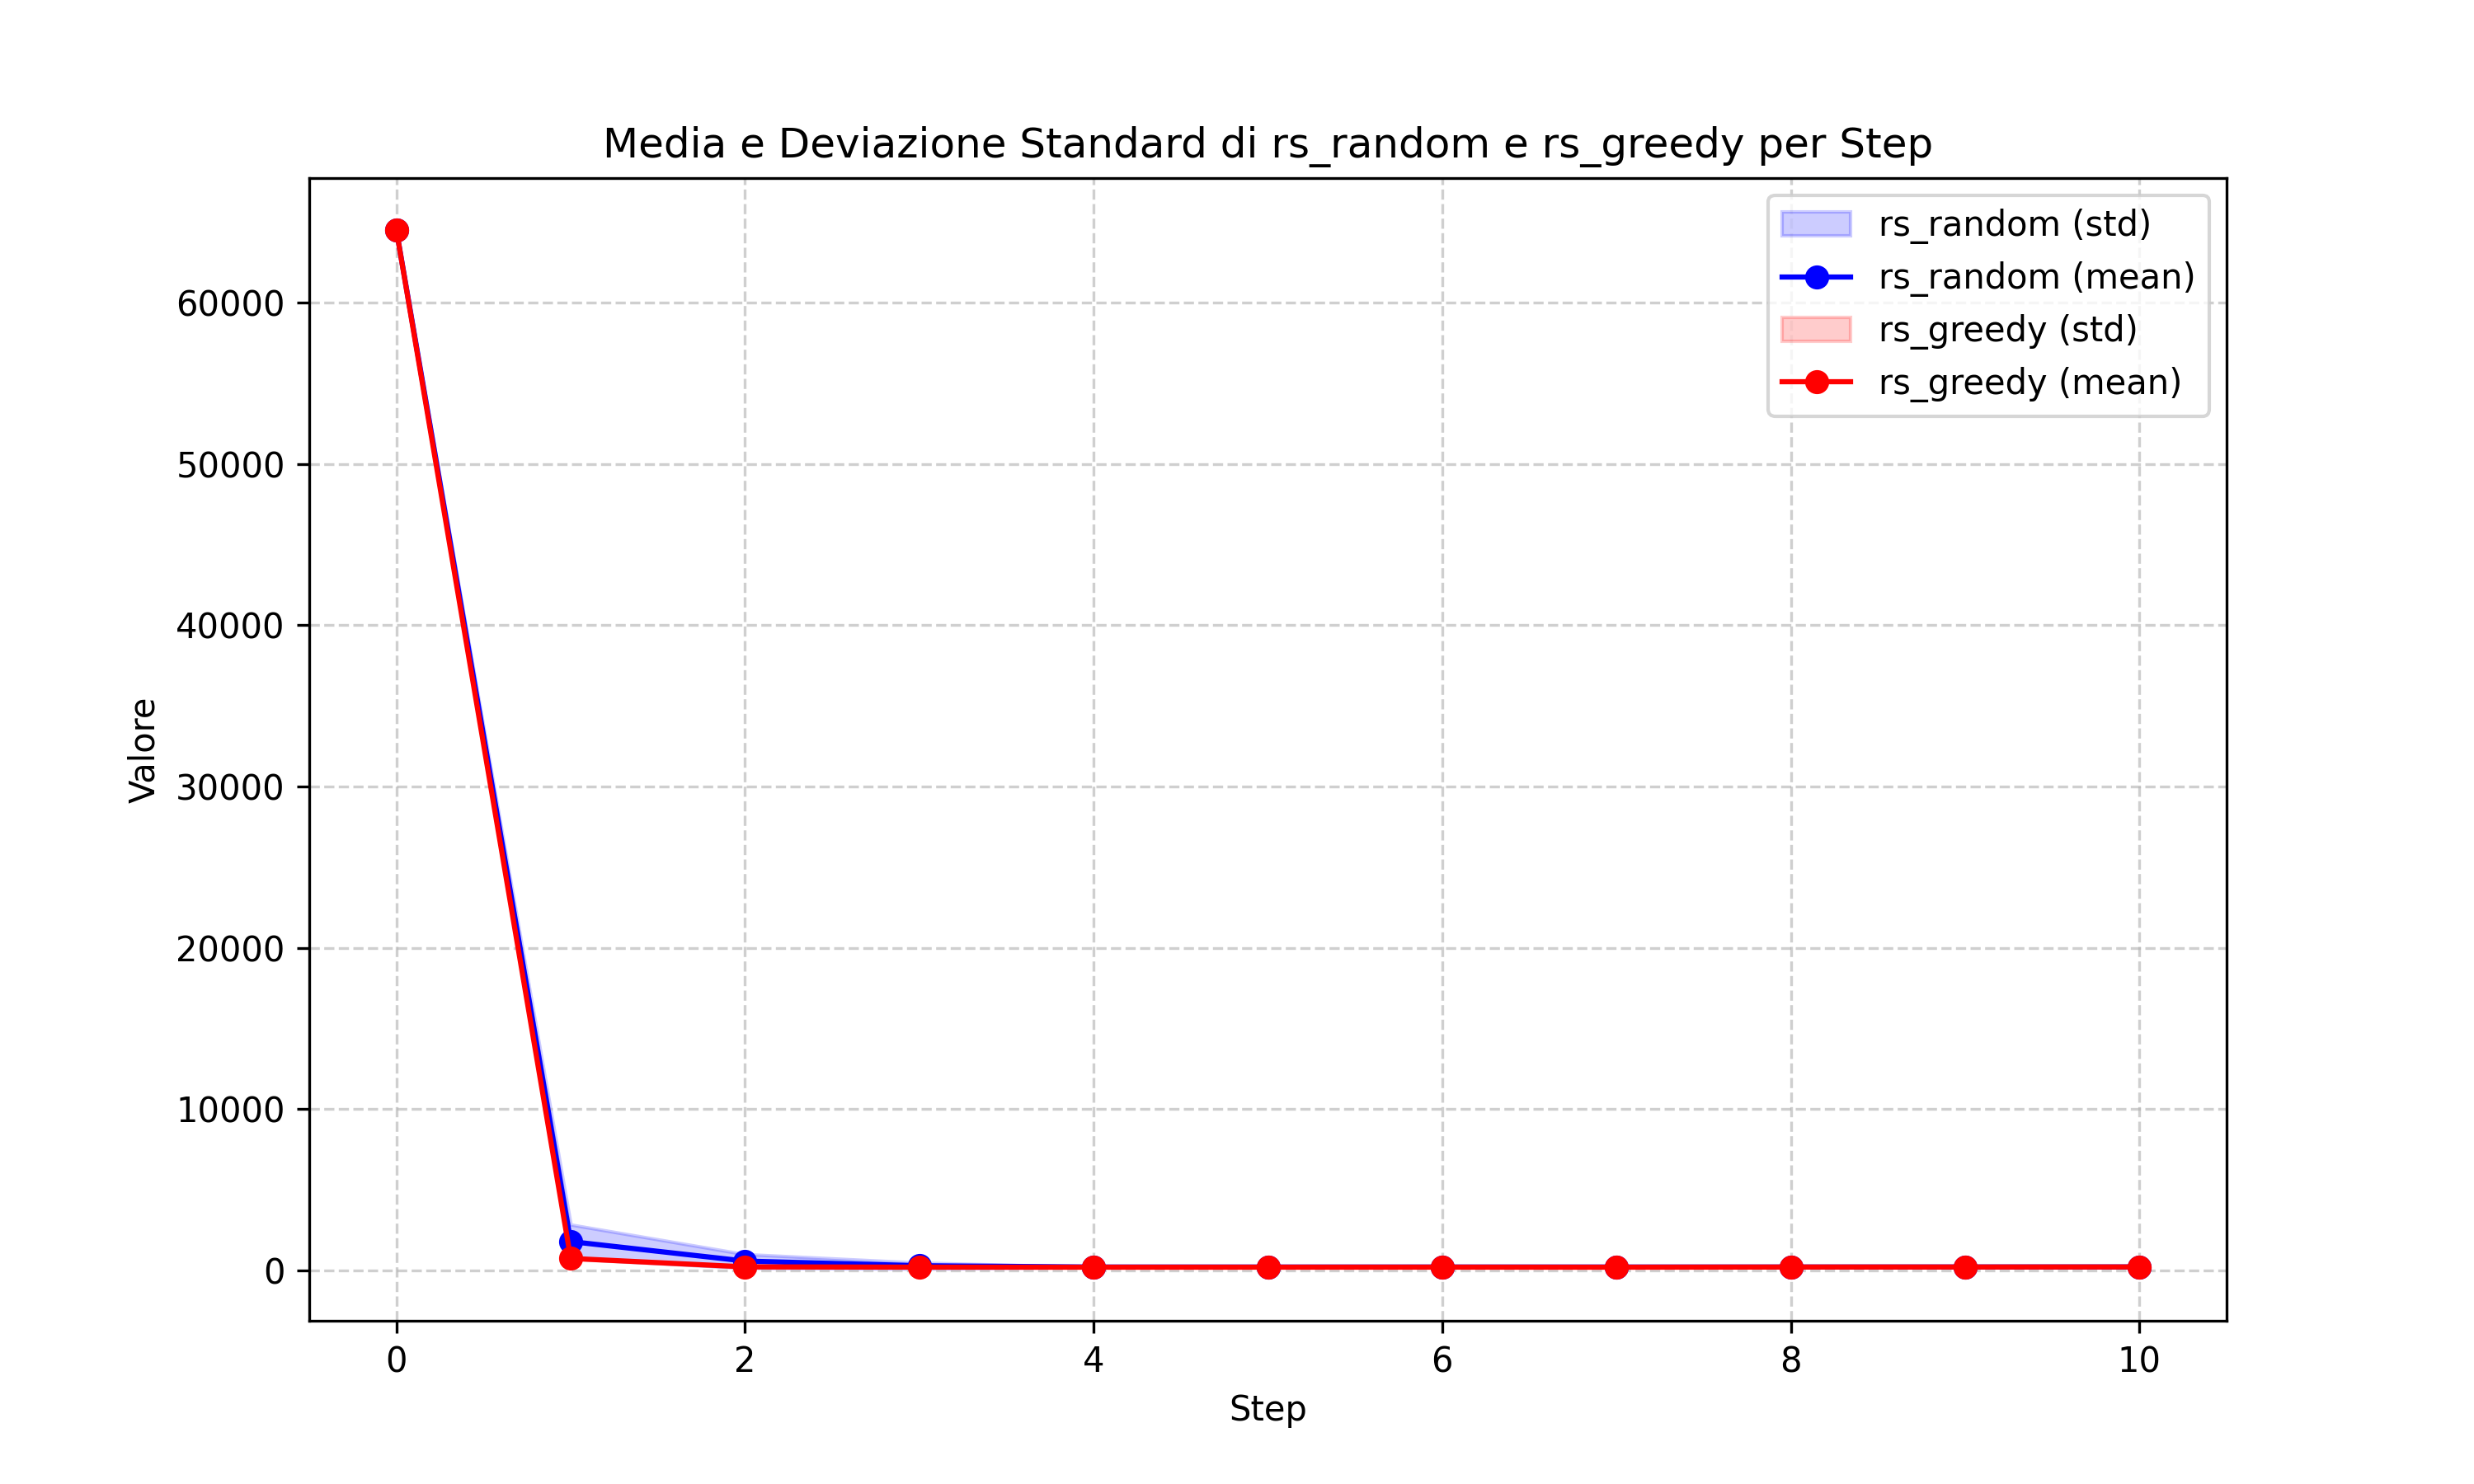 Media e Deviazione Standard di rs_random e rs_greedy per Step
rs_random (std)
rs_random (mean)
rs_greedy (std)
rs_greedy (mean)
60000
50000
40000
30000
20000
10000
0
Valore
0 2 4 6 8 10
Step